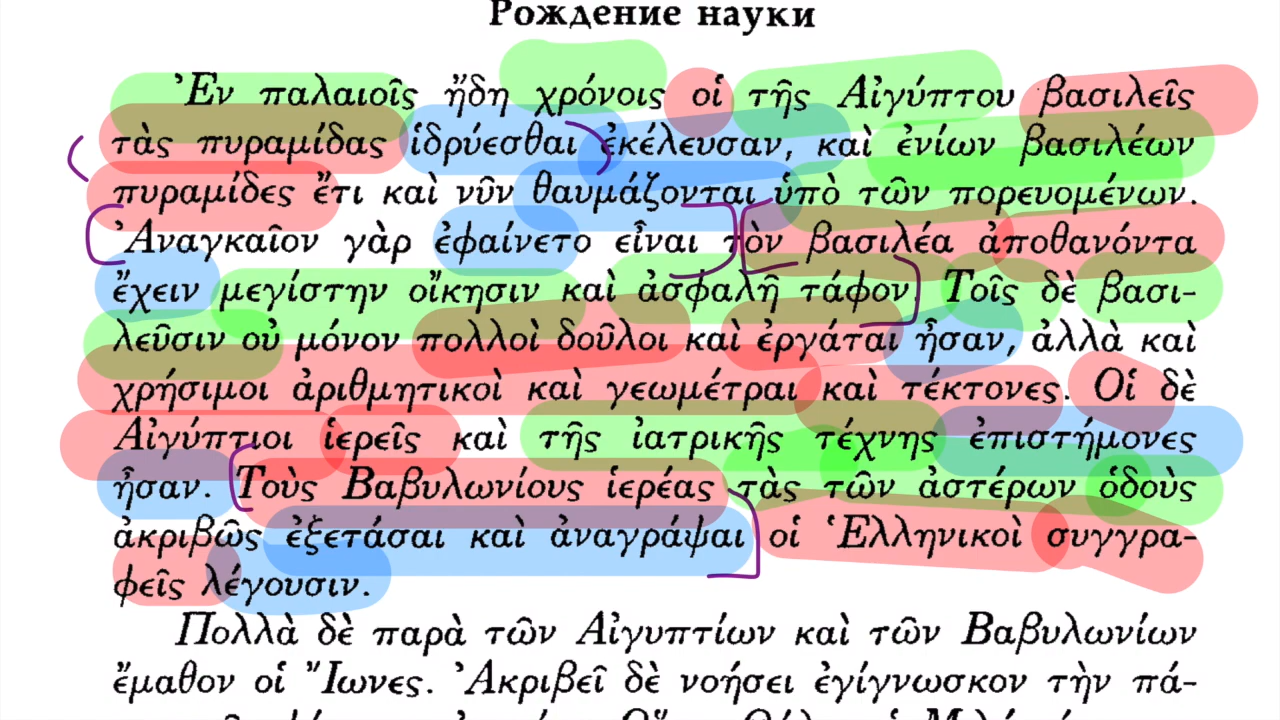 Рождение науки
Ἐν παλαιοῖς ἤδη χρόνοις οἱ τῆς Αἰγύπτου βασιλεῖς
τὰς πυραμίδας ἱδρύεσθαι ἐκέλευσαν, καὶ ἐνίων βασιλέων
πυραμίδες ἔτι καὶ νῦν θαυμάζονται ὑπὸ τῶν πορευομένων.
Ἀναγκαῖον γὰρ ἐφαίνετο εἶναι τὸν βασιλέα ἀποθανόντα
ἔχειν μεγίστην οἴκησιν καὶ ἀσφαλῆ τάφον. Τοῖς δὲ βασι-
λεῦσιν οὐ μόνον πολλοὶ δοῦλοι καὶ ἐργάται ἦσαν, ἀλλὰ καὶ
χρήσιμοι ἀριθμητικοὶ καὶ γεωμέτραι καὶ τέκτονες. Οἱ δὲ
Αἰγύπτιοι ἱερεῖς καὶ τῆς ἰατρικῆς τέχνης ἐπιστήμονες
ἦσαν. Τοὺς Βαβυλωνίους ἱερέας τὰς τῶν ἀστέρων ὁδοὺς
ἀκριβῶς ἐξετάσαι καὶ ἀναγράψαι οἱ Ἑλληνικοὶ συγγρα-
φεῖς λέγουσιν.
Πολλὰ δὲ παρὰ τῶν Αἰγυπτίων καὶ τῶν Βαβυλωνίων
ἔμαθον οἱ Ἴωνες. Ἀκριβεῖ δὲ νοήσει ἐγίγνωσκον τὴν πά-